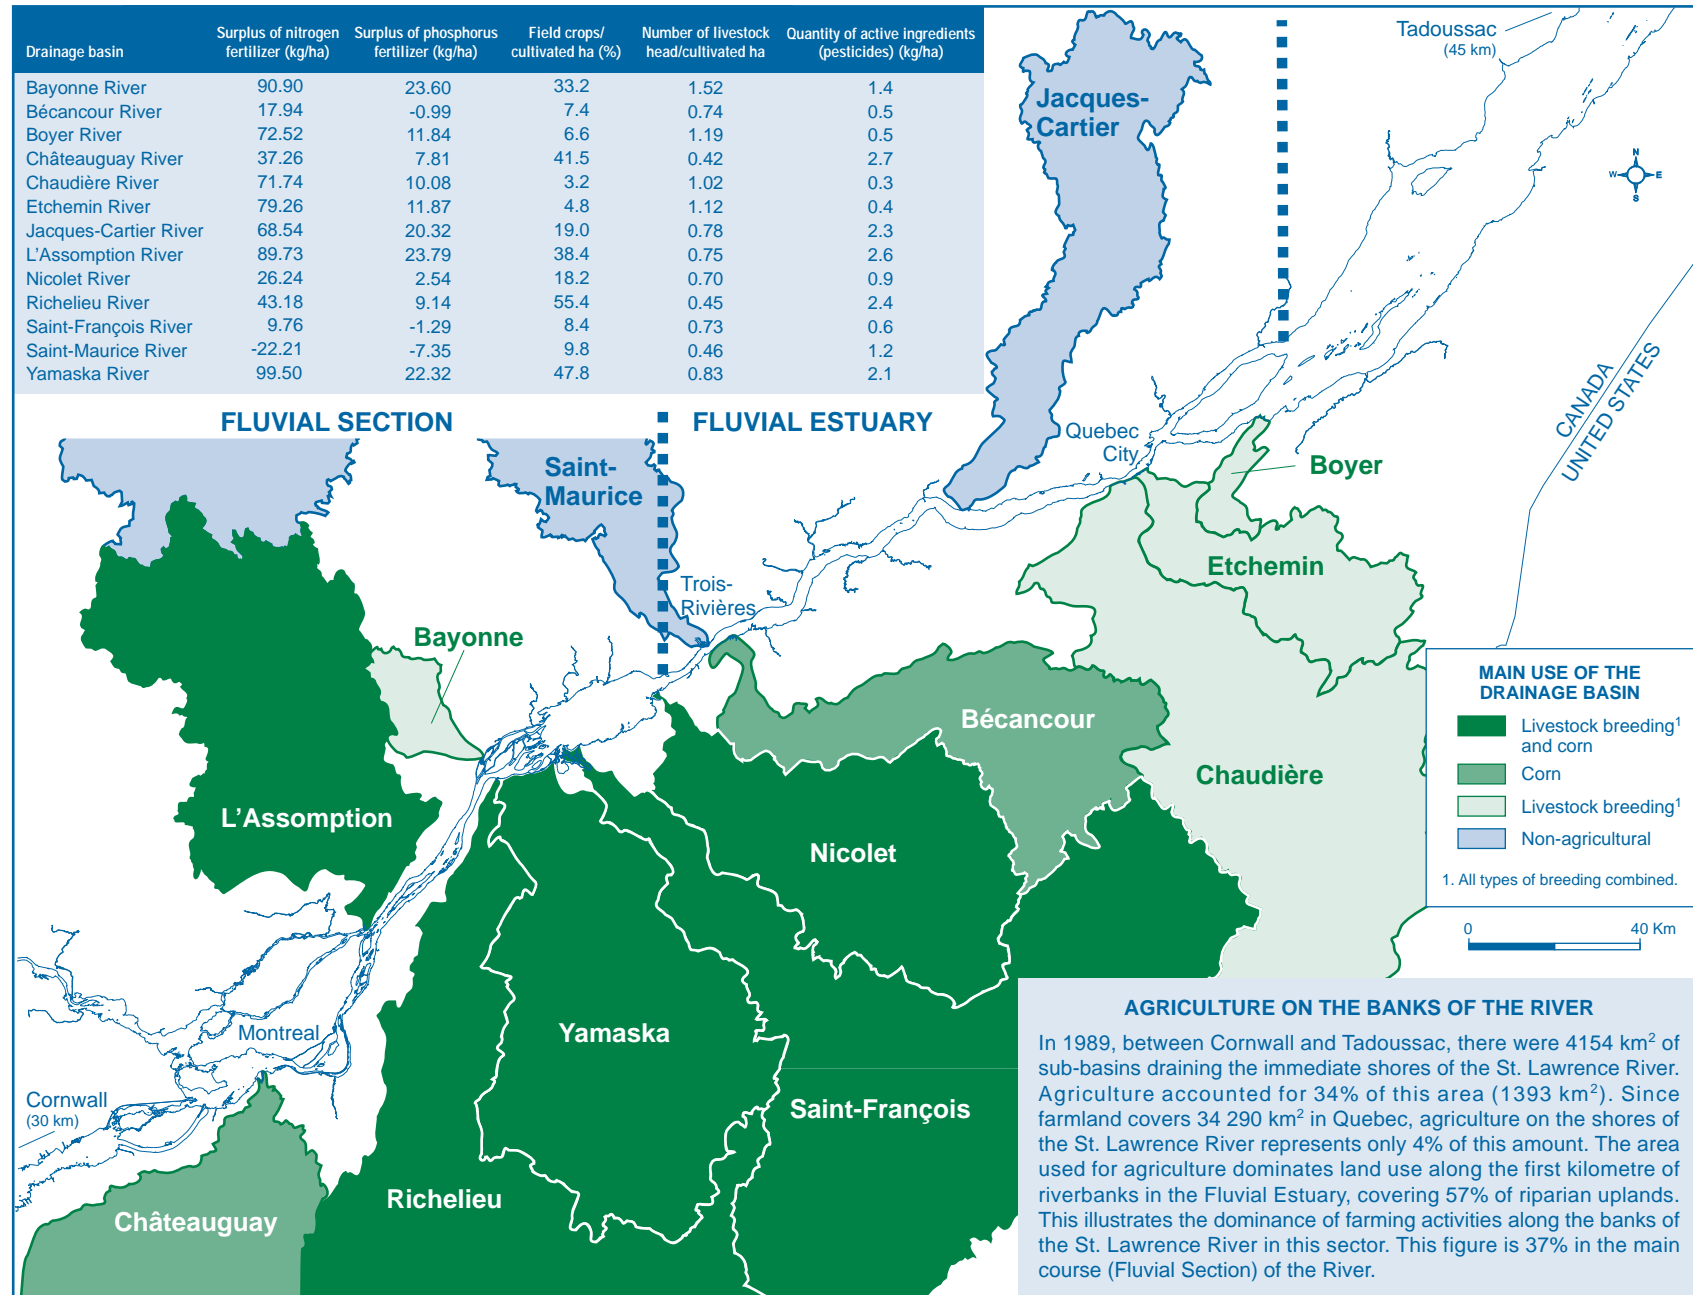 Drainage basin
Surplus of nitrogen
fertilizer (kg/ha)
Surplus of phosphorus
fertilizer (kg/ha)
Field crops/
cultivated ha (%)
Number of livestock
head/cultivated ha
Quantity of active ingredients
(pesticides) (kg/ha)
Bayonne River 90.90 23.60 33.2 1.52 1.4
Bécancour River 17.94 -0.99 7.4 0.74 0.5
Boyer River 72.52 11.84 6.6 1.19 0.5
Châteauguay River 37.26 7.81 41.5 0.42 2.7
Chaudière River 71.74 10.08 3.2 1.02 0.3
Etchemin River 79.26 11.87 4.8 1.12 0.4
Jacques-Cartier River 68.54 20.32 19.0 0.78 2.3
L'Assomption River 89.73 23.79 38.4 0.75 2.6
Nicolet River 26.24 2.54 18.2 0.70 0.9
Richelieu River 43.18 9.14 55.4 0.45 2.4
Saint-François River 9.76 -1.29 8.4 0.73 0.6
Saint-Maurice River -22.21 -7.35 9.8 0.46 1.2
Yamaska River 99.50 22.32 47.8 0.83 2.1
Tadoussac
(45 km)
Jacques-
Cartier
N
W E
S
CANADA
UNITED STATES
FLUVIAL SECTION
FLUVIAL ESTUARY
Quebec
City
Boyer
Saint-
Maurice
Etchemin
Trois-
Rivières
Bayonne
Bécancour
Chaudière
L'Assomption
Nicolet
MAIN USE OF THE
DRAINAGE BASIN
Livestock breeding1
and corn
Corn
Livestock breeding1
Non-agricultural
1. All types of breeding combined.
0 40 Km
Montreal
Yamaska
Cornwall
(30 km)
Saint-François
Richelieu
Châteauguay
AGRICULTURE ON THE BANKS OF THE RIVER
In 1989, between Cornwall and Tadoussac, there were 4154 km2 of
sub-basins draining the immediate shores of the St. Lawrence River.
Agriculture accounted for 34% of this area (1393 km2). Since
farmland covers 34 290 km2 in Quebec, agriculture on the shores of
the St. Lawrence River represents only 4% of this amount. The area
used for agriculture dominates land use along the first kilometre of
riverbanks in the Fluvial Estuary, covering 57% of riparian uplands.
This illustrates the dominance of farming activities along the banks of
the St. Lawrence River in this sector. This figure is 37% in the main
course (Fluvial Section) of the River.